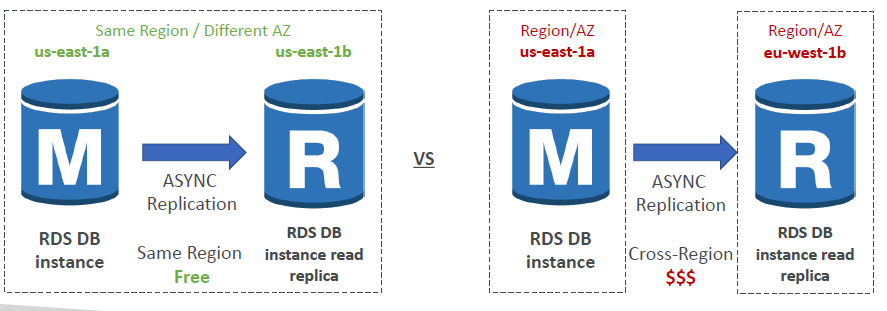 Same Region / Different AZ
us-east-1a
us-east-1b
M
R
ASYNC
Replication
RDS DB
instance
Same Region
Free
RDS DB
instance read
replica
VS
Region/AZ
us-east-1a
Region/AZ
eu-west-1b
M
R
ASYNC
Replication
RDS DB
instance
Cross-Region
$$$
RDS DB
instance read
replica